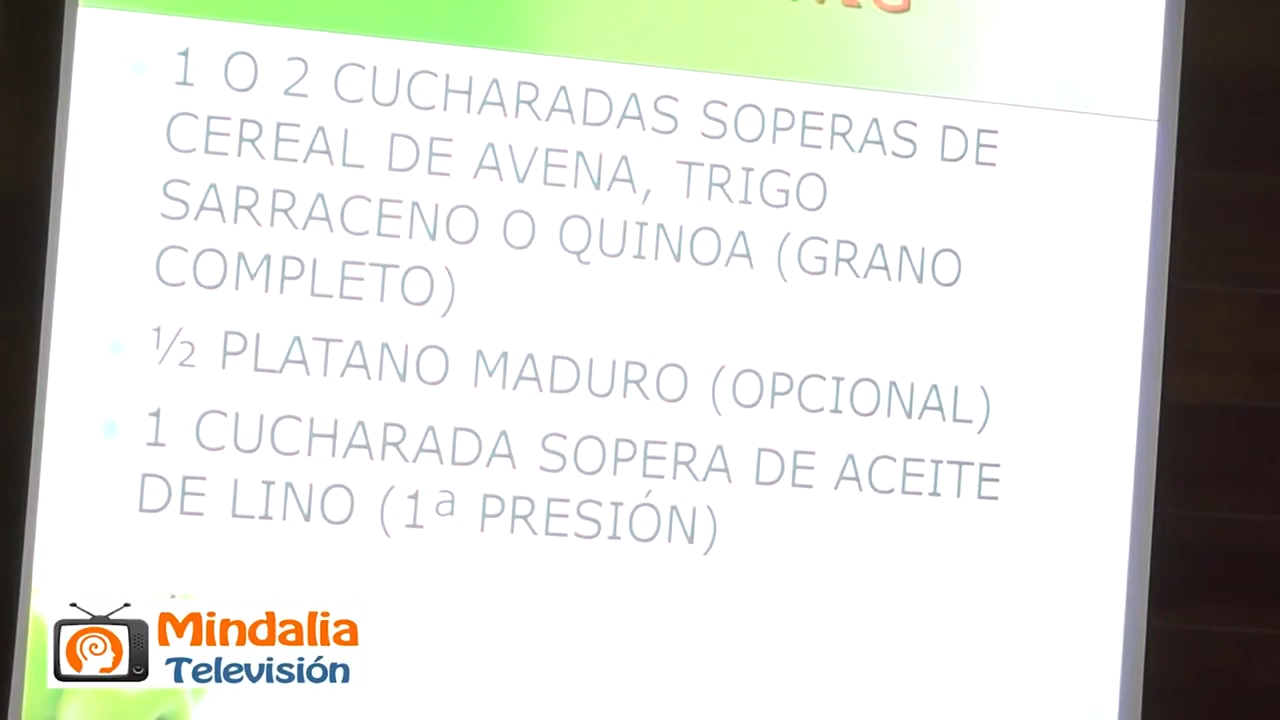 1 O 2 CUCHARADAS SOPERAS DE
CEREAL DE AVENA, TRIGO
SARRACENO O QUINOA (GRANO
COMPLETO)
½ PLATANO MADURO (OPCIONAL)
1 CUCHARADA SOPERA DE ACEITE
DE LINO (1ª PRESIÓN)
Mindalia
Televisión